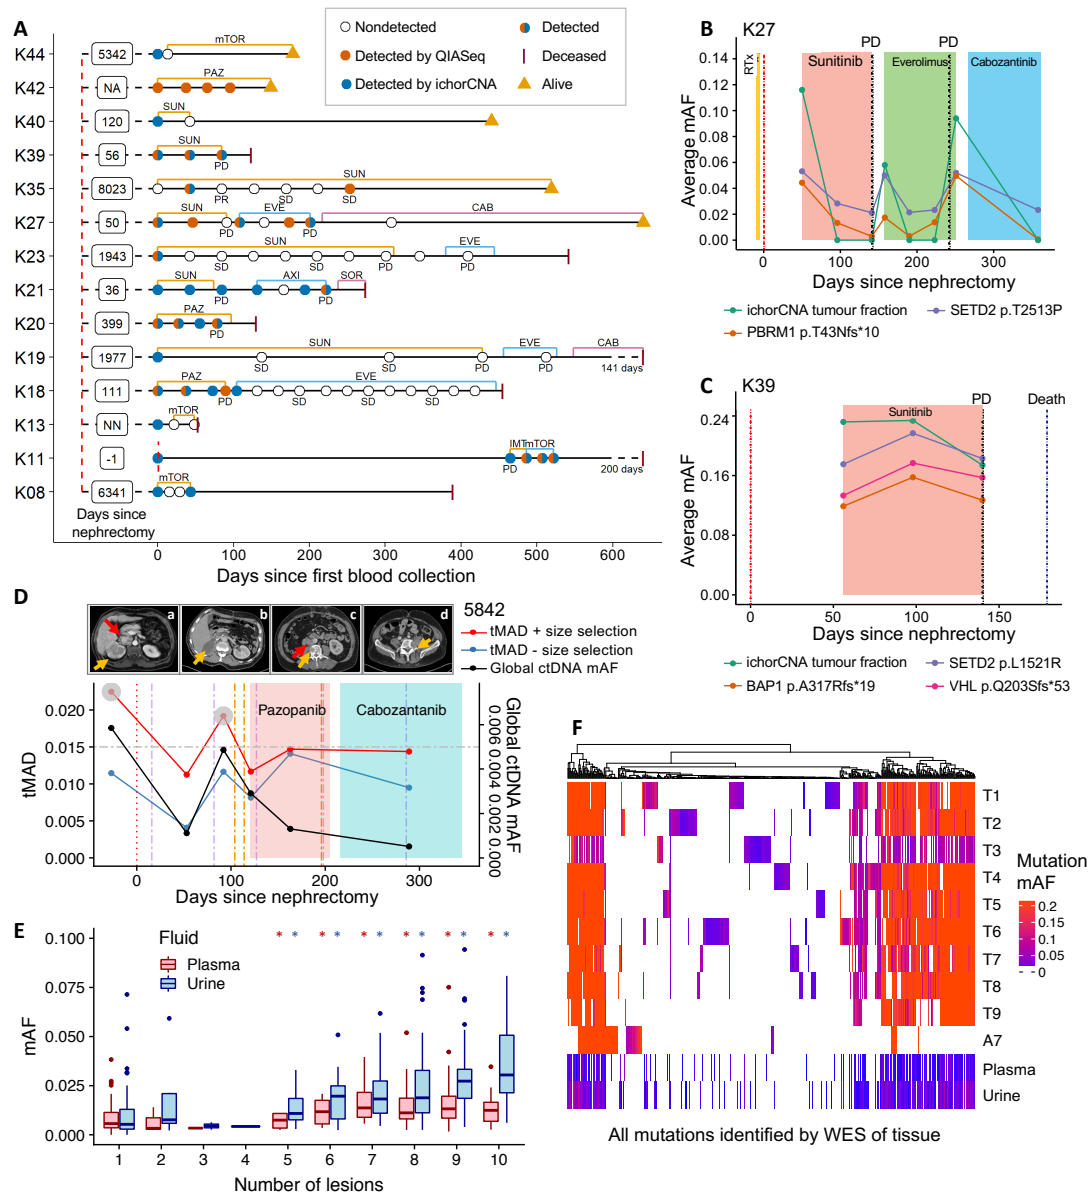 A
Nondetected
Detected
Detected by QIASeq
Deceased
Detected by ichorCNA
Alive
K44
5342
mTOR
K42
NA
PAZ
K40
120
SUN
K39
56
SUN
PD
K35
8023
SUN
PR
SD
SD
K27
50
SUN
EVE
CAB
PD
PD
K23
1943
SUN
EVE
SD
SD
SD
PD
PD
K21
36
SUN
AXI
SOR
PD
PD
K20
399
PAZ
PD
K19
1977
SUN
EVE
CAB
SD
SD
PD
PD
141 days
K18
111
PAZ
EVE
PD
SD
SD
SD
K13
NN
mTOR
K11
-1
IMT
mTOR
PD
200 days
K08
6341
mTOR
Days since
nephrectomy
0
100
200
300
400
500
600
Days since first blood collection
B
K27
PD
PD
RTx
Sunitinib
Everolimus
Cabozantinib
0.14
0.12
0.10
0.08
0.06
0.04
0.02
0.00
Average mAF
0
100
200
300
Days since nephrectomy
ichorCNA tumour fraction
SETD2 p.T2513P
PBRM1 p.T43Nfs*10
C
K39
PD
Death
Sunitinib
0.24
0.16
0.08
0.00
Average mAF
0
50
100
150
Days since nephrectomy
ichorCNA tumour fraction
SETD2 p.L1521R
BAP1 p.A317Rfs*19
VHL p.Q203Sfs*53
D
a
b
c
d
5842
tMAD + size selection
tMAD - size selection
Global ctDNA mAF
Pazopanib
Cabozantanib
0.020
0.015
0.010
0.005
0.000
tMAD
0.006
0.004
0.002
0.000
Global ctDNA mAF
0
100
200
300
Days since nephrectomy
E
Fluid
Plasma
Urine
* * * * * * * * * * * *
0.100
0.075
0.050
0.025
0.000
mAF
1
2
3
4
5
6
7
8
9
10
Number of lesions
F
T1
T2
T3
T4
T5
T6
T7
T8
T9
A7
Plasma
Urine
Mutation
mAF
0.2
0.15
0.1
0.05
0
All mutations identified by WES of tissue